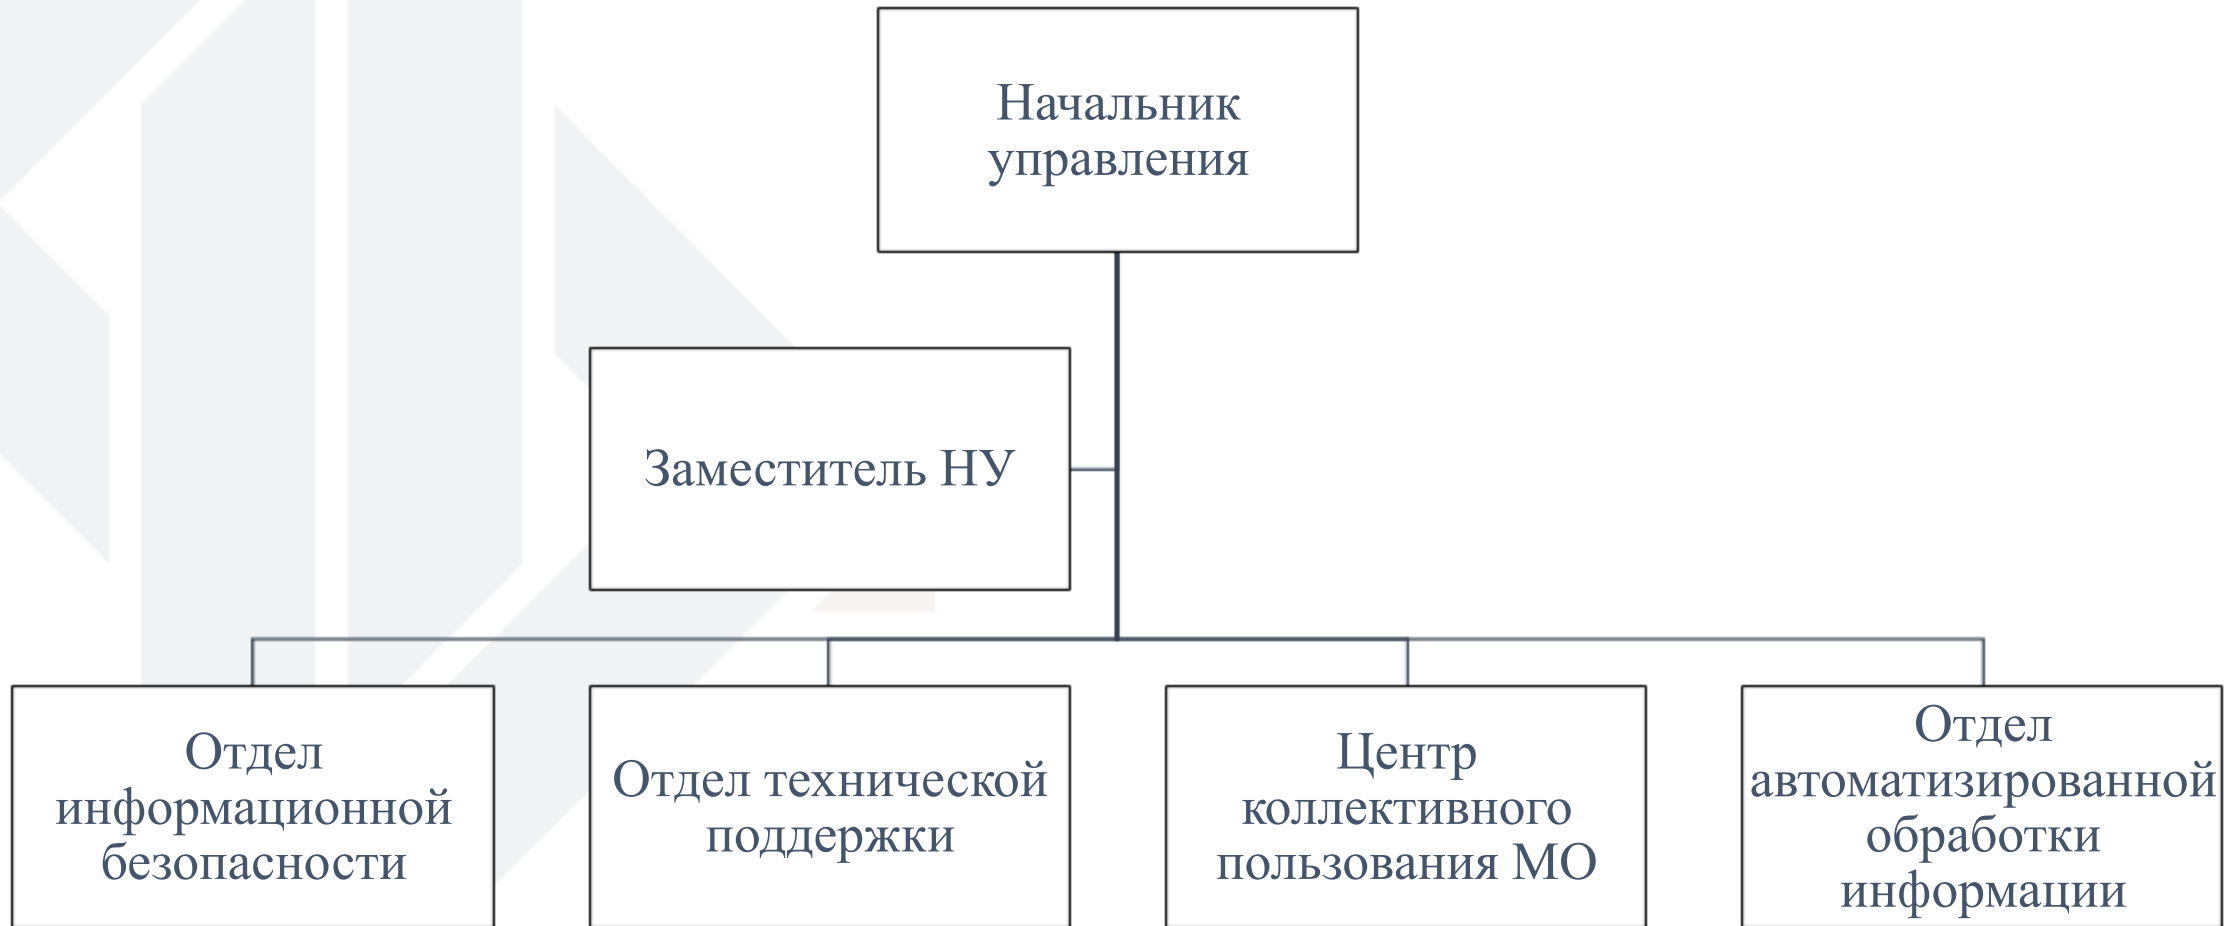 Начальник
управления
Заместитель НУ
Отдел
информационной
безопасности
Отдел технической
поддержки
Центр
коллективного
пользования МО
Отдел
автоматизированной
обработки
информации